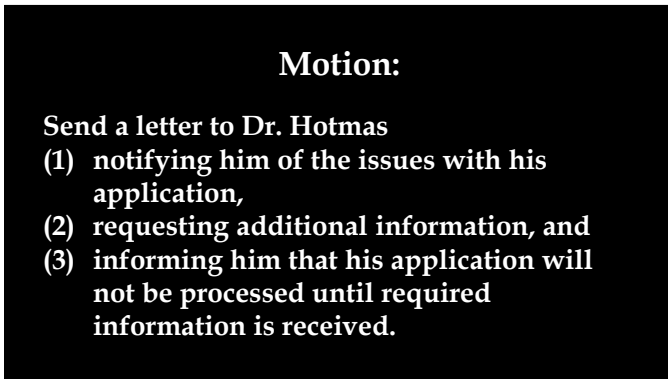 Motion:
Send a letter to Dr. Hotmas
(1) notifying him of the issues with his
application,
(2) requesting additional information, and
(3) informing him that his application will
not be processed until required
information is received.